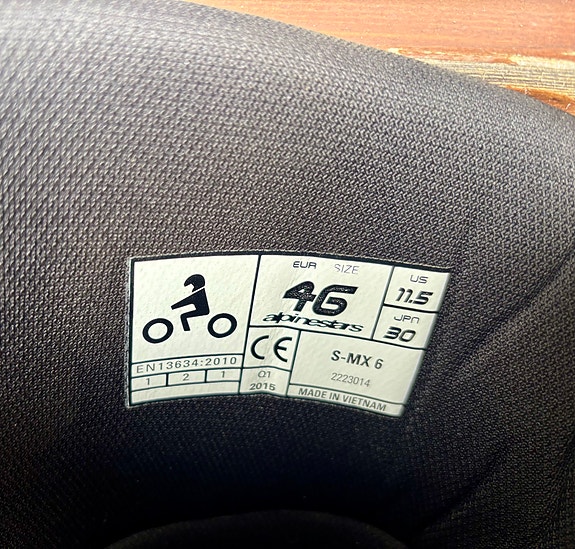 EUR SIZE
46
alpinestars
US
11.5
JPN
30
EN13634:2010
1 2 1
CE
Q1
2015
S-MX 6
2223014
MADE IN VIETNAM